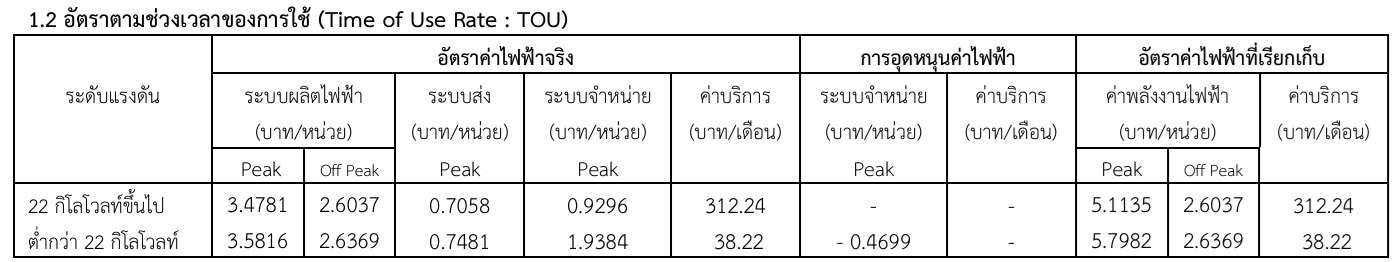 1.2 อัตราตามช่วงเวลาของการใช้ (Time of Use Rate : TOU)
อัตราค่าไฟฟ้าจริง การอุดหนุนค่าไฟฟ้า อัตราค่าไฟฟ้าที่เรียกเก็บ
ระดับแรงดัน ระบบผลิตไฟฟ้า ระบบส่ง ระบบจำหน่าย ค่าบริการ ระบบจำหน่าย ค่าบริการ ค่าพลังงานไฟฟ้า ค่าบริการ
(บาท/หน่วย) (บาท/หน่วย) (บาท/หน่วย) (บาท/เดือน) (บาท/หน่วย) (บาท/เดือน) (บาท/หน่วย) (บาท/เดือน)
Peak Off Peak Peak Peak Peak Peak Off Peak
22 กิโลโวลท์ขึ้นไป 3.4781 2.6037 0.7058 0.9296 312.24 - - 5.1135 2.6037 312.24
ต่ำกว่า 22 กิโลโวลท์ 3.5816 2.6369 0.7481 1.9384 38.22 - 0.4699 - 5.7982 2.6369 38.22